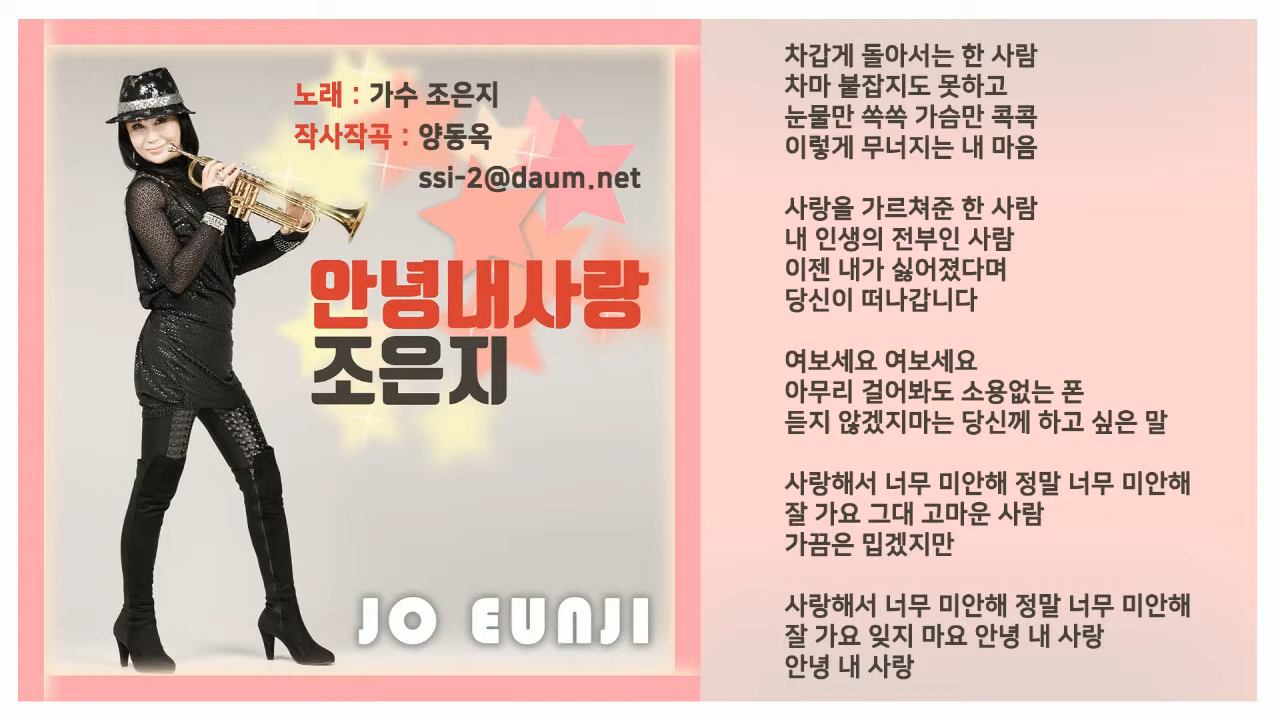 노래 : 가수 조은지
작사작곡 : 양동옥
ssi-2@daum.net
안녕내사랑
조은지
JO EUNJI
차갑게 돌아서는 한 사람
차마 붙잡지도 못하고
눈물만 쏙쏙 가슴만 콕콕
이렇게 무너지는 내 마음
사랑을 가르쳐준 한 사람
내 인생의 전부인 사람
이젠 내가 싫어졌다며
당신이 떠나갑니다
여보세요 여보세요
아무리 걸어봐도 소용없는 폰
듣지 않겠지마는 당신께 하고 싶은 말
사랑해서 너무 미안해 정말 너무 미안해
잘 가요 그대 고마운 사람
가끔은 밉겠지만
사랑해서 너무 미안해 정말 너무 미안해
잘 가요 잊지 마요 안녕 내 사랑
안녕 내 사랑